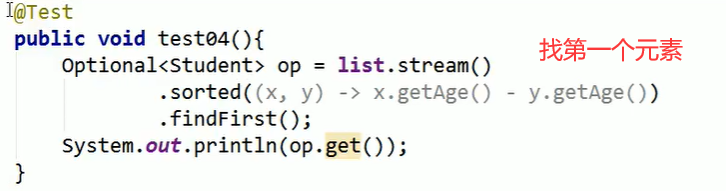 @Test
public void test04(){
Optional<Student> op = list.stream()
.sorted((x, y) -> x.getAge() - y.getAge())
.findFirst();
System.out.println(op.get());
}
找第一个元素